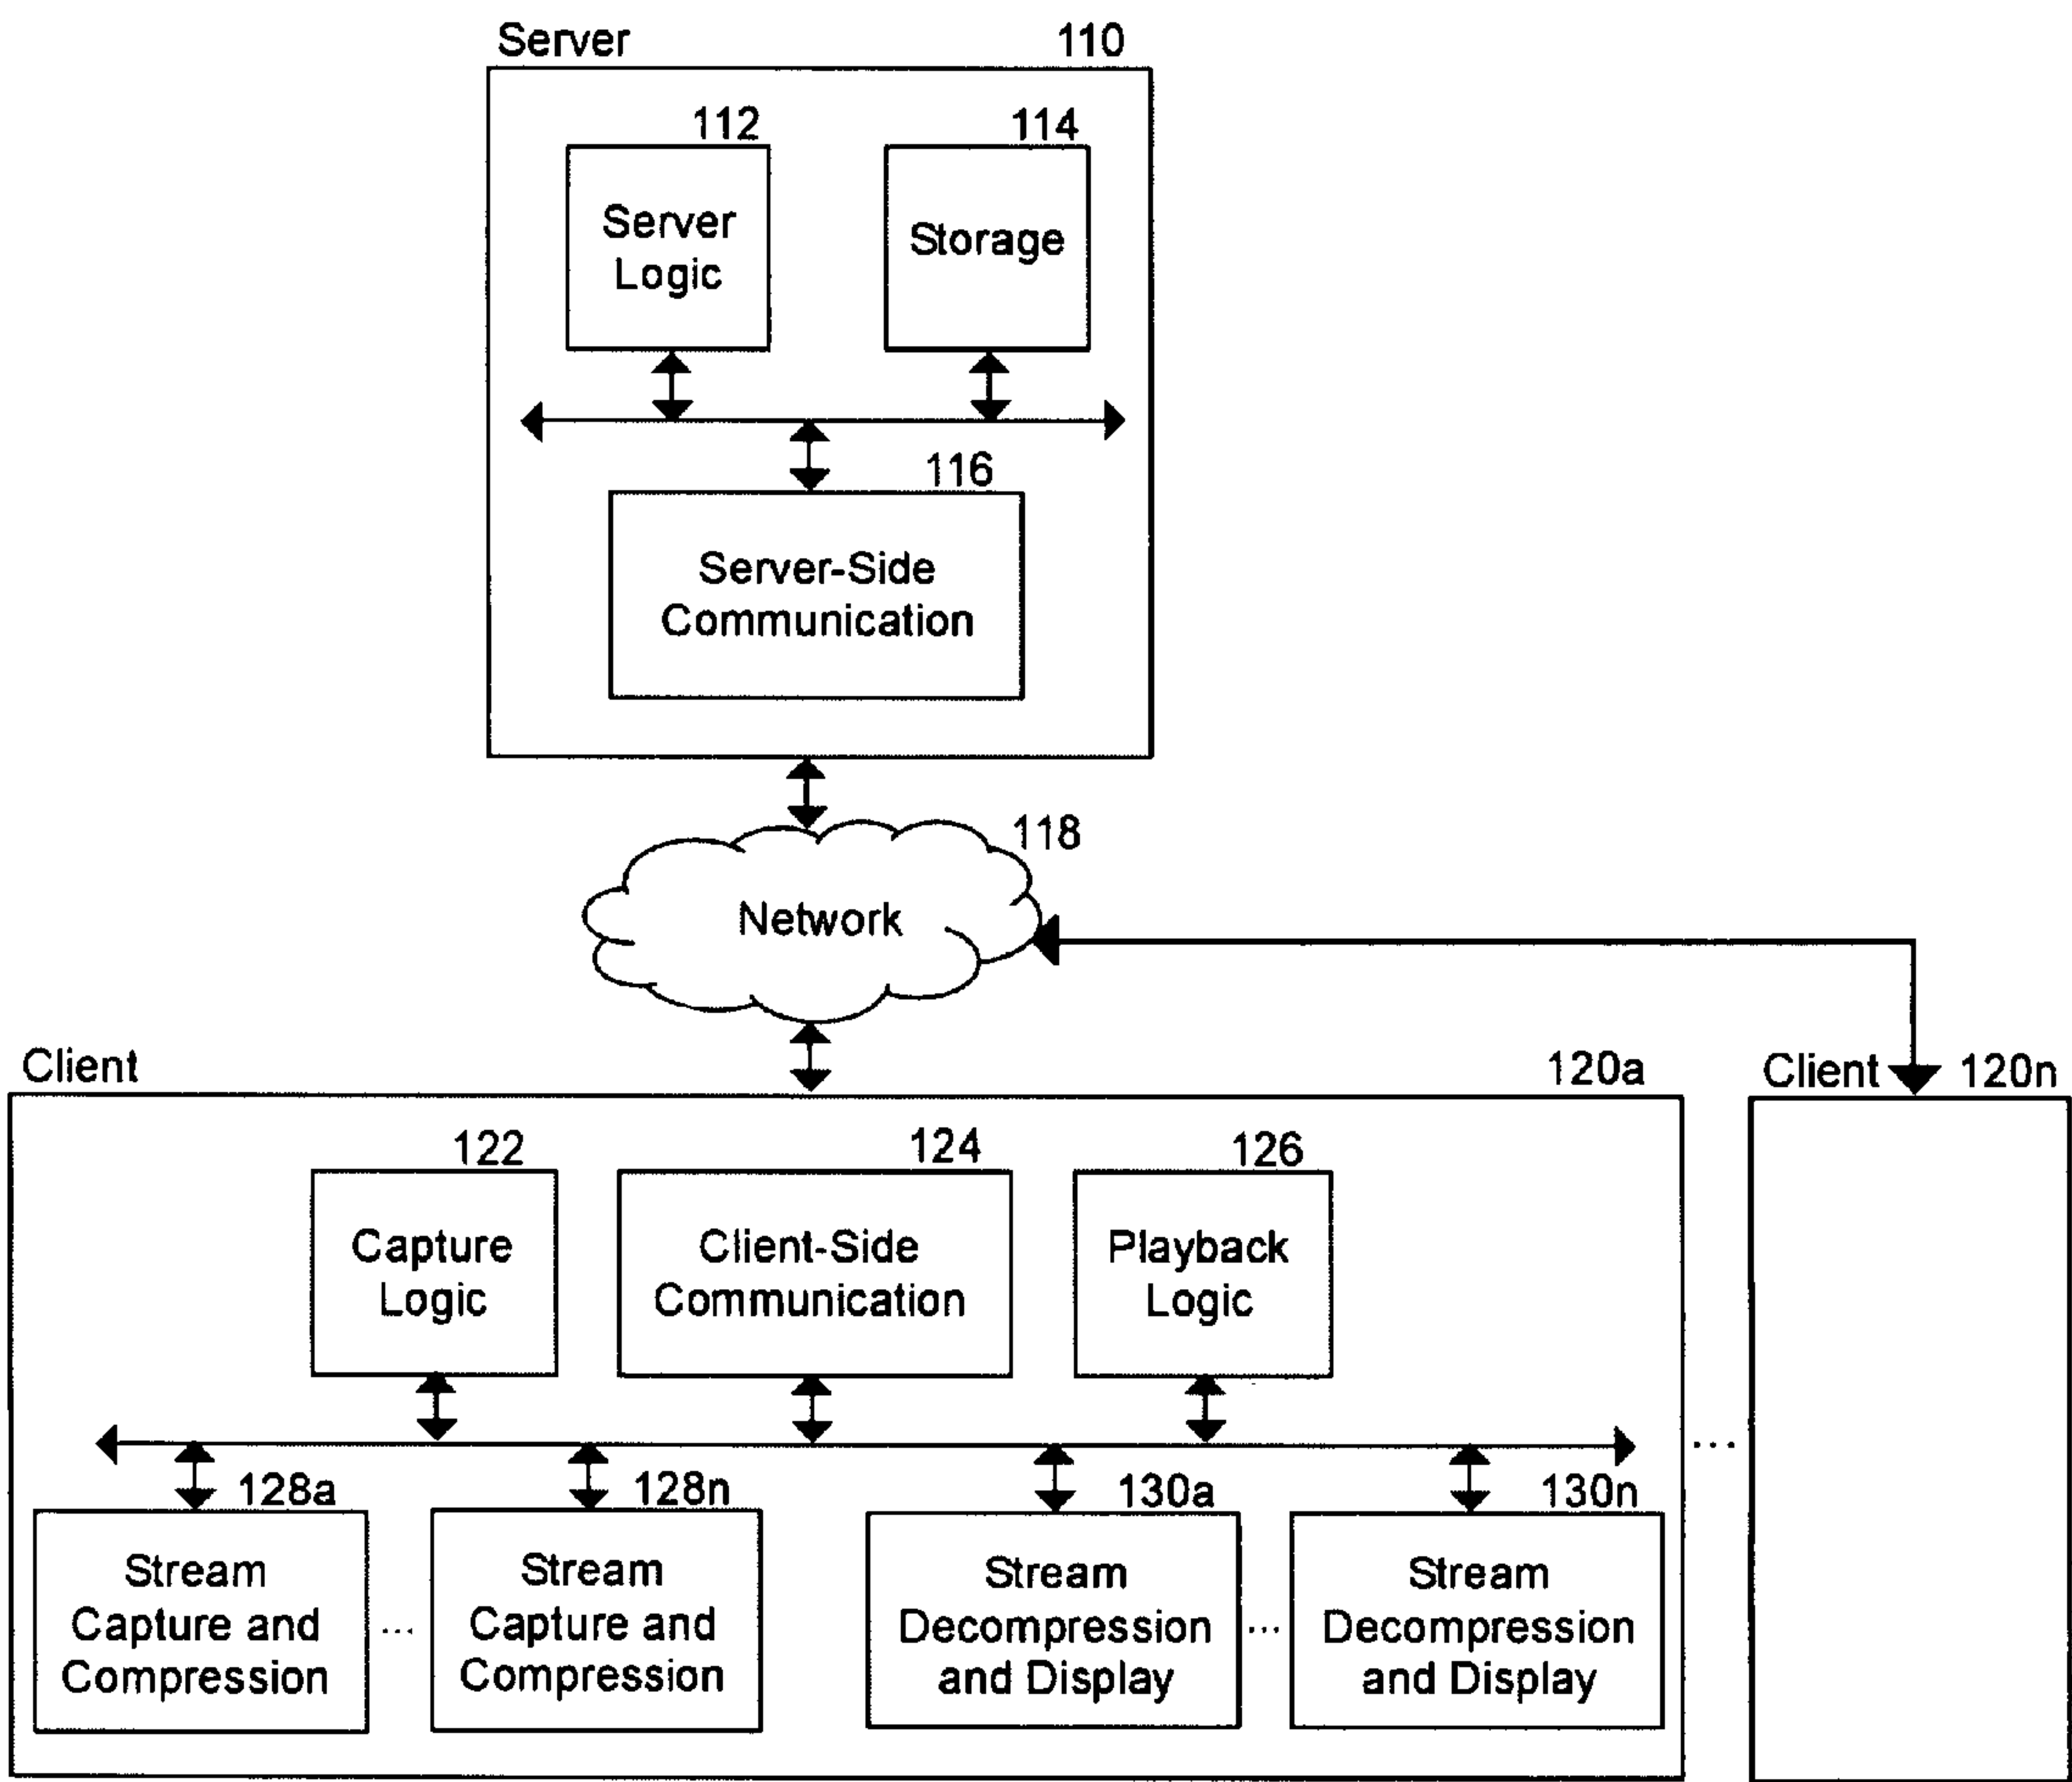 Server 110
112
114
Server
Logic
Storage
116
Server-Side
Communication
118
Network
Client 120a
Client 120n
122
124
126
Capture
Logic
Client-Side
Communication
Playback
Logic
...
128a
128n
130a
130n
Stream
Capture and
Compression
...
Stream
Capture and
Compression
Stream
Decompression
and Display
...
Stream
Decompression
and Display